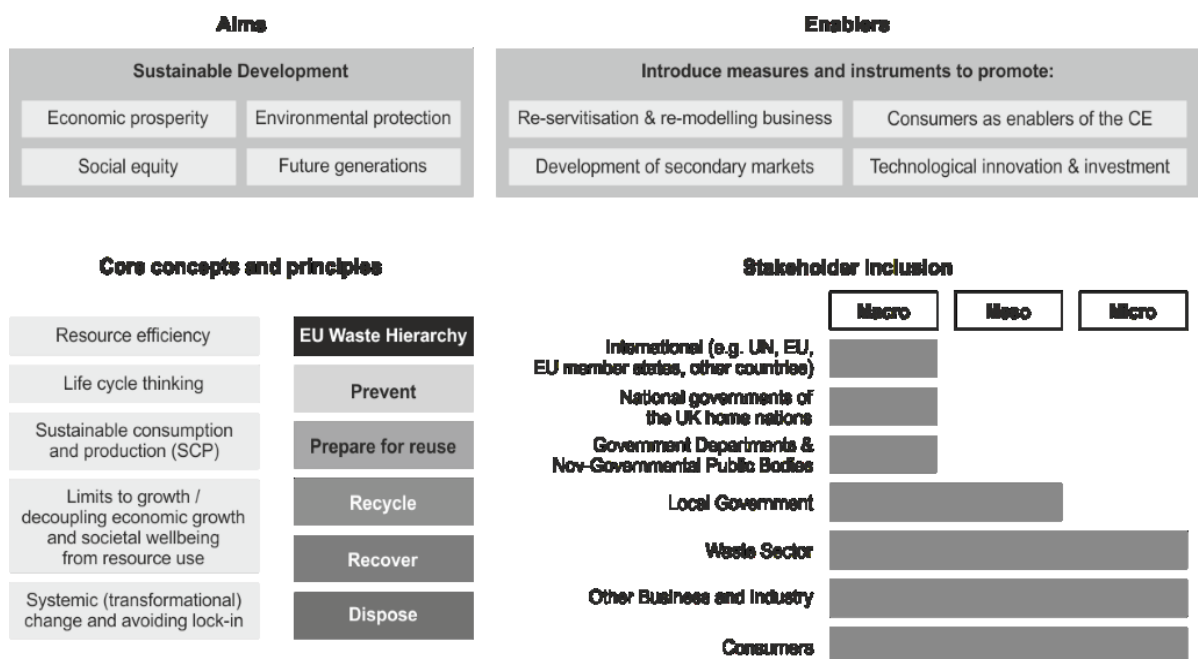 Aims
Sustainable Development
Economic prosperity
Environmental protection
Social equity
Future generations
Enablers
Introduce measures and instruments to promote:
Re-servitisation & re-modelling business
Consumers as enablers of the CE
Development of secondary markets
Technological innovation & investment
Core concepts and principles
Resource efficiency
Life cycle thinking
Sustainable consumption
and production (SCP)
Limits to growth /
decoupling economic growth
and societal wellbeing
from resource use
Systemic (transformational)
change and avoiding lock-in
EU Waste Hierarchy
Prevent
Prepare for reuse
Recycle
Recover
Dispose
Stakeholder Inclusion
Macro
Meso
Micro
International (e.g. UN, EU,
EU member states, other countries)
National governments of
the UK home nations
Government Departments &
Nov-Governmental Public Bodies
Local Government
Waste Sector
Other Business and Industry
Consumers